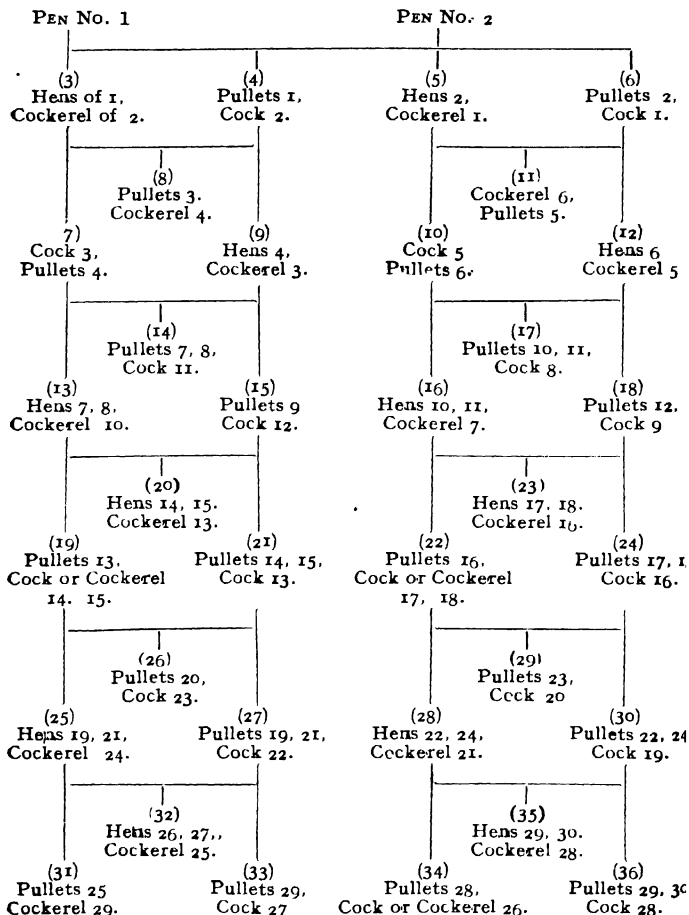 PEN No. 1
PEN No. 2
(3)
Hens of 1,
Cockerel of 2.
(4)
Pullets 1,
Cock 2.
(5)
Hens 2,
Cockerel 1.
(6)
Pullets 2,
Cock 1.
(8)
Pullets 3.
Cockerel 4.
(11)
Cockerel 6,
Pullets 5.
7)
Cock 3,
Pullets 4.
(9)
Hens 4,
Cockerel 3.
(10)
Cock 5
Pullets 6.
(12)
Hens 6
Cockerel 5
(14)
Pullets 7, 8,
Cock 11.
(17)
Pullets 10, 11,
Cock 8.
(13)
Hens 7, 8,
Cockerel 10.
(15)
Pullets 9
Cock 12.
(16)
Hens 10, 11,
Cockerel 7.
(18)
Pullets 12,
Cock 9
(20)
Hens 14, 15.
Cockerel 13.
(23)
Hens 17, 18.
Cockerel 16.
(19)
Pullets 13,
Cock or Cockerel
14. 15.
(21)
Pullets 14, 15,
Cock 13.
(22)
Pullets 16,
Cock or Cockerel
17, 18.
(24)
Pullets 17, 1
Cock 16.
(26)
Pullets 20,
Cock 23.
(29)
Pullets 23,
Cock 20
(25)
Hens 19, 21,
Cockerel 24.
(27)
Pullets 19, 21,
Cock 22.
(28)
Hens 22, 24,
Cockerel 21.
(30)
Pullets 22, 24
Cock 19.
(32)
Hens 26, 27,,
Cockerel 25.
(35)
Hens 29, 30.
Cockerel 28.
(31)
Pullets 25
Cockerel 29.
(33)
Pullets 29,
Cock 27
(34)
Pullets 28,
Cock or Cockerel 26.
(36)
Pullets 29, 30
Cock 28.